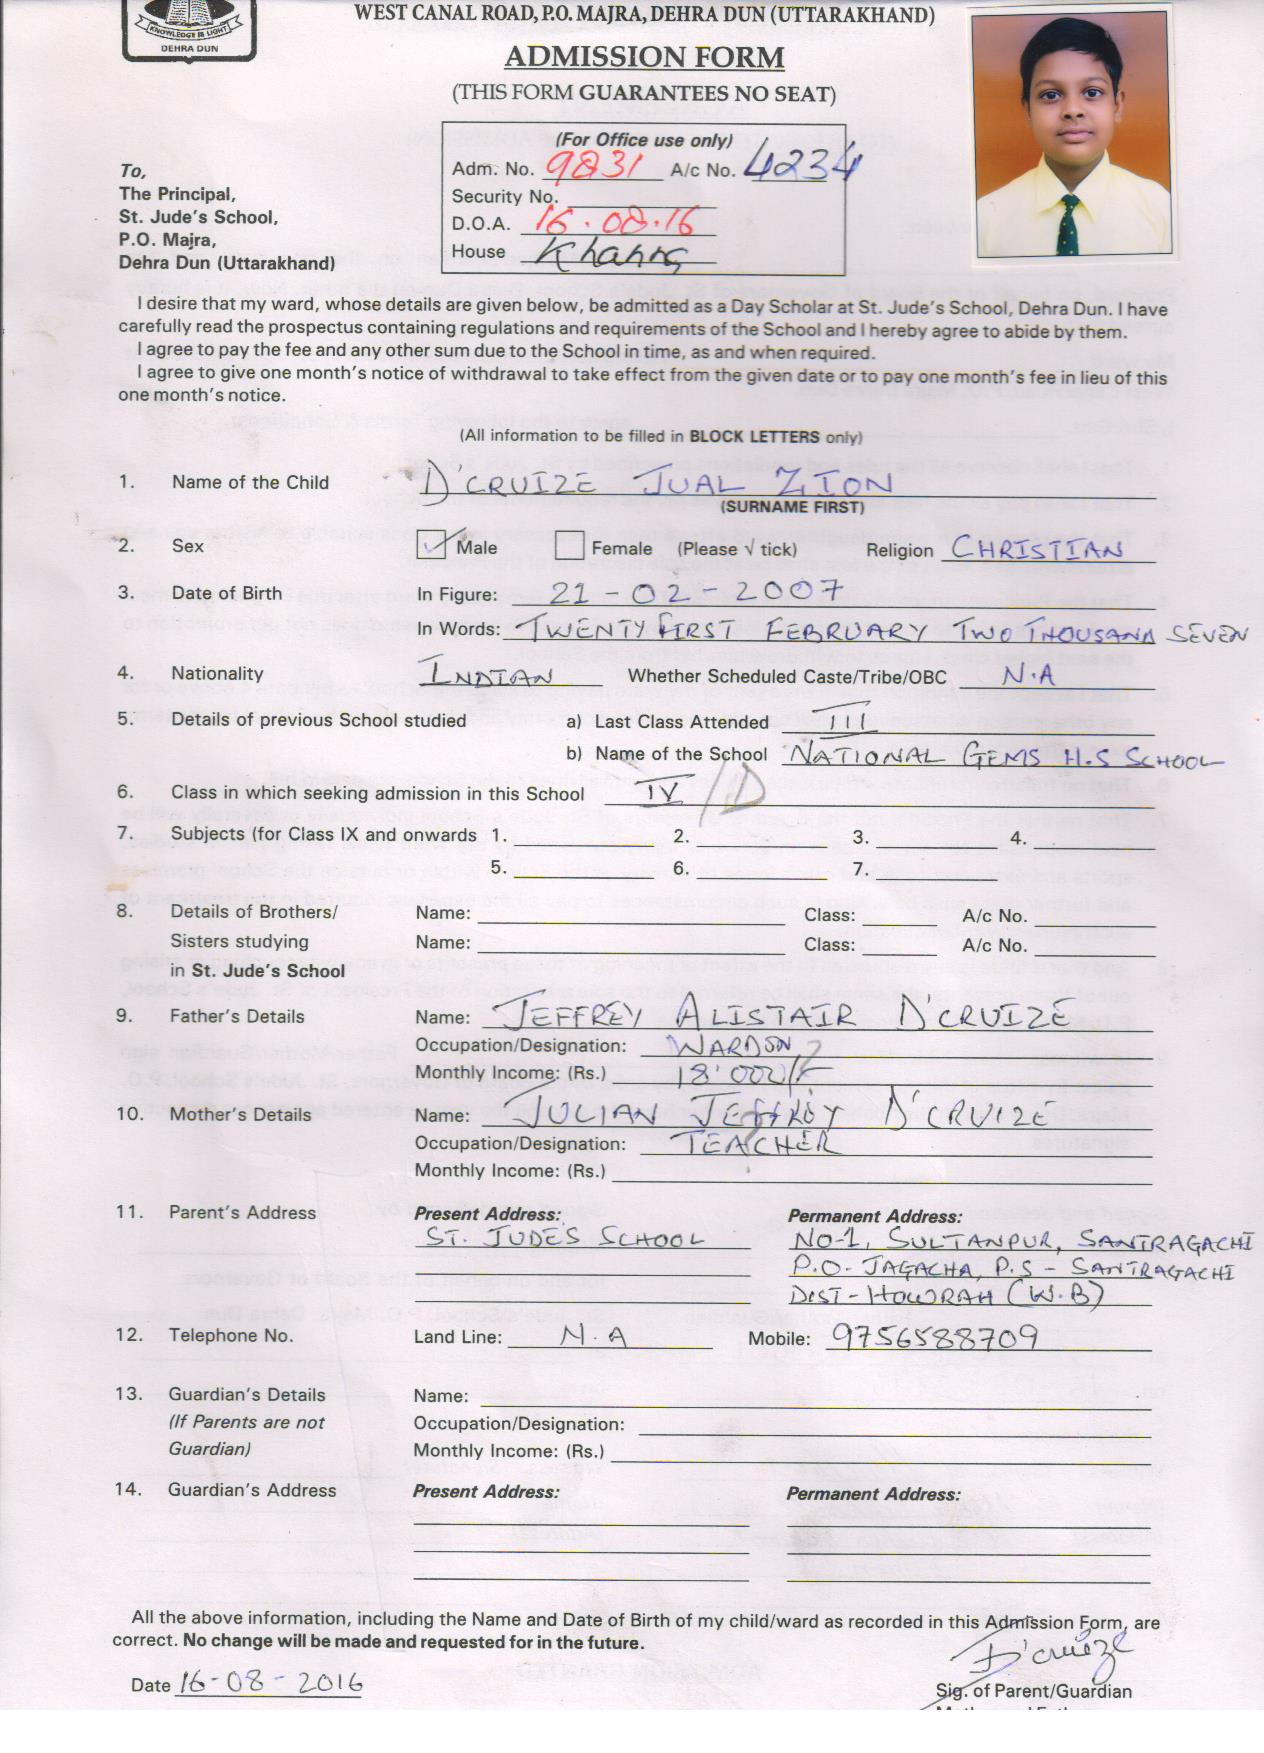 KNOWLEDGE IS LIGHT
DEHRA DUN
WEST CANAL ROAD, P.O. MAJRA, DEHRA DUN (UTTARAKHAND)
ADMISSION FORM
(THIS FORM GUARANTEES NO SEAT)
(For Office use only)
Adm. No. 9831 A/c No. 4234
Security No.
D.O.A. 16.08.16
House
To,
The Principal,
St. Jude's School,
P.O. Majra,
Dehra Dun (Uttarakhand)
I desire that my ward, whose details are given below, be admitted as a Day Scholar at St. Jude's School, Dehra Dun. I have
carefully read the prospectus containing regulations and requirements of the School and I hereby agree to abide by them.
I agree to pay the fee and any other sum due to the School in time, as and when required.
I agree to give one month's notice of withdrawal to take effect from the given date or to pay one month's fee in lieu of this
one month's notice.
(All information to be filled in BLOCK LETTERS only)
1. Name of the Child D'CRUIZE JUAL ZION
(SURNAME FIRST)
2. Sex Male Female (Please √ tick) Religion CHRISTIAN
3. Date of Birth In Figure: 21-02-2007
In Words: TWENTY FIRST FEBRUARY TWO THOUSAND SEVEN
4. Nationality INDIAN Whether Scheduled Caste/Tribe/OBC N.A
5. Details of previous School studied a) Last Class Attended III
b) Name of the School NATIONAL GEMS H.S SCHOOL
6. Class in which seeking admission in this School IV/D
7. Subjects (for Class IX and onwards 1. 2. 3. 4.
5. 6. 7.
8. Details of Brothers/ Name: Class: A/c No.
Sisters studying Name: Class: A/c No.
in St. Jude's School
9. Father's Details Name: JEFFREY ALISTAIR D'CRUIZE
Occupation/Designation: WARDON
Monthly Income: (Rs.) 18'000/-
10. Mother's Details Name: JULIAN JEFFROY D'CRUIZE
Occupation/Designation: TEACHER
Monthly Income: (Rs.)
11. Parent's Address Present Address: Permanent Address:
ST. JUDES SCHOOL NO-1, SULTANPUR, SANTRAGACHI
P.O- JAGACHA, P.S - SANTRAGACHI
DIST-HOWRAH (W.B)
12. Telephone No. Land Line: N.A Mobile: 9756588709
13. Guardian's Details Name:
(If Parents are not Occupation/Designation:
Guardian) Monthly Income: (Rs.)
14. Guardian's Address Present Address: Permanent Address:
All the above information, including the Name and Date of Birth of my child/ward as recorded in this Admission Form, are
correct. No change will be made and requested for in the future.
D'cruize
Date 16-08-2016
Sig. of Parent/Guardian